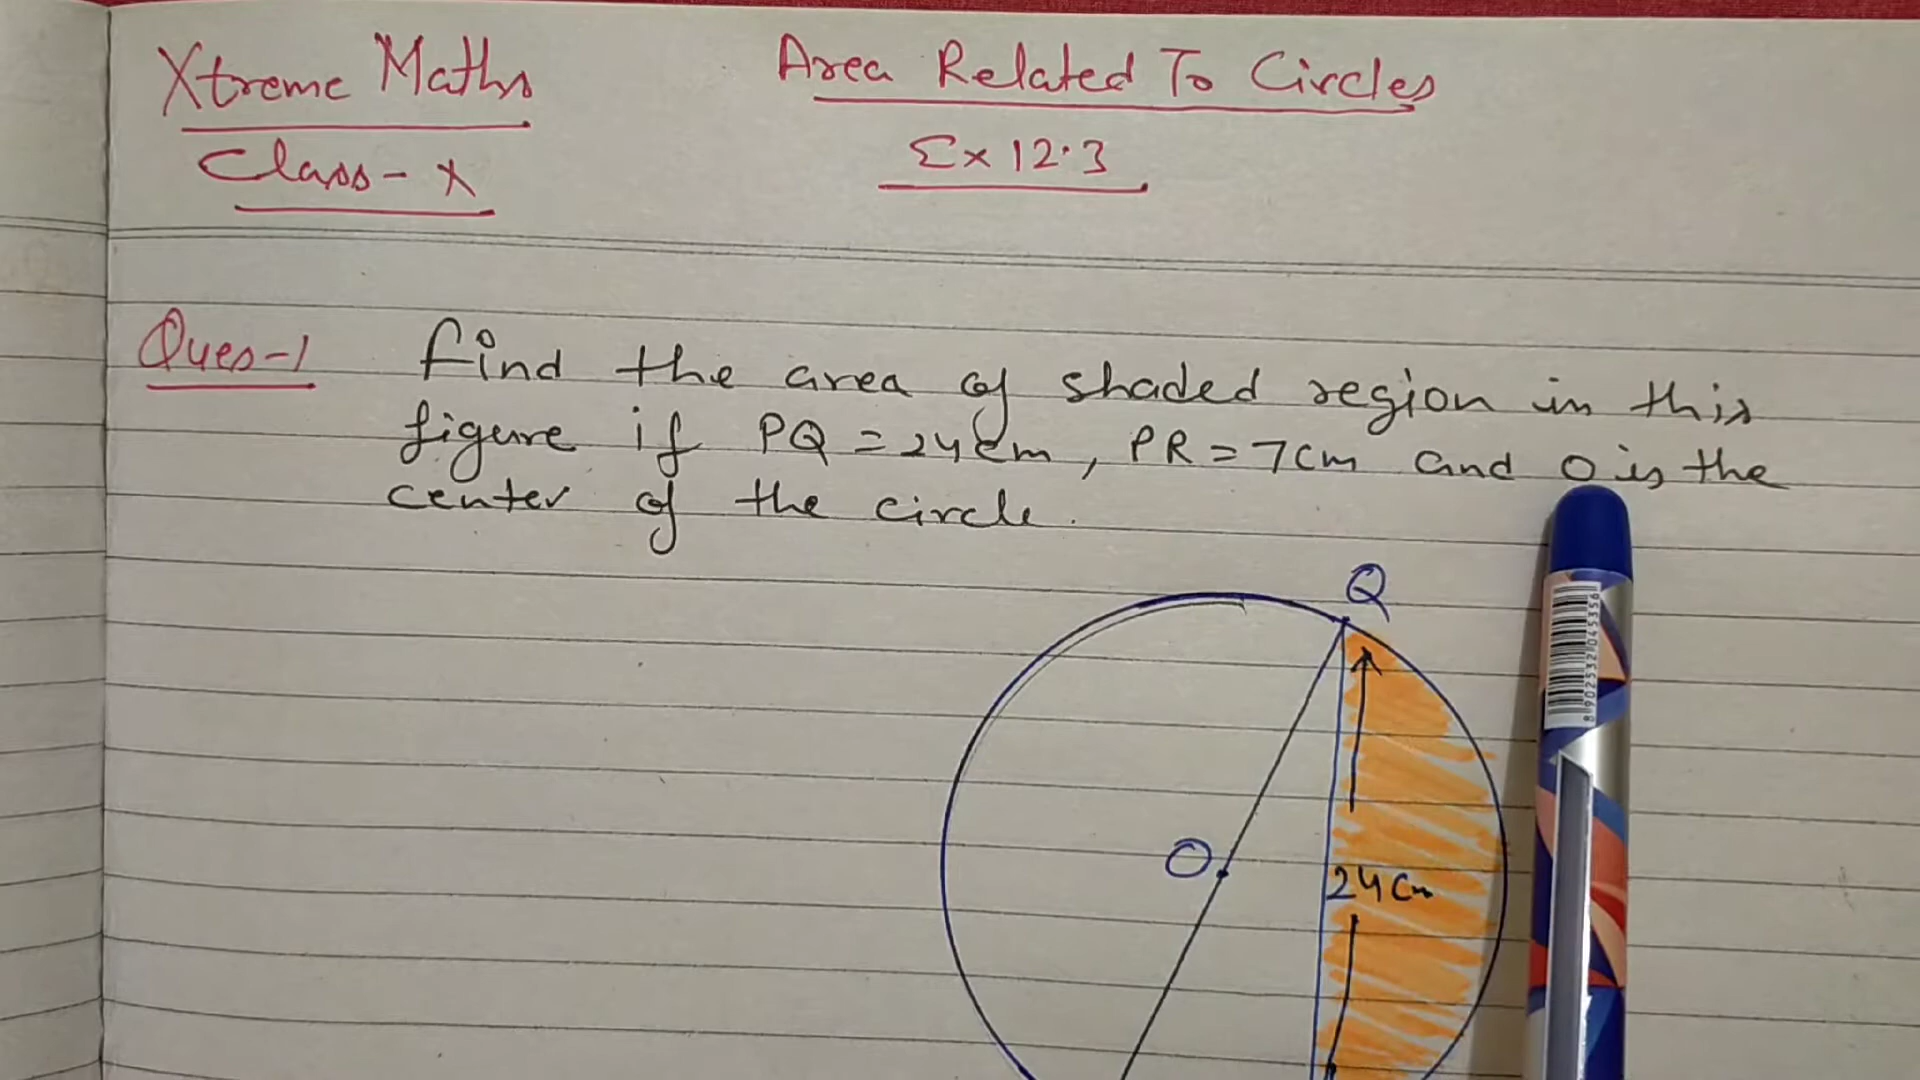 Xtreme Maths
Class - X
Area Related To Circles
Ex 12.3
Ques-1 find the area of shaded region in this
figure if PQ = 24cm, PR = 7cm and O is the
center of the circle.
Q
O
24cm
8902532045356